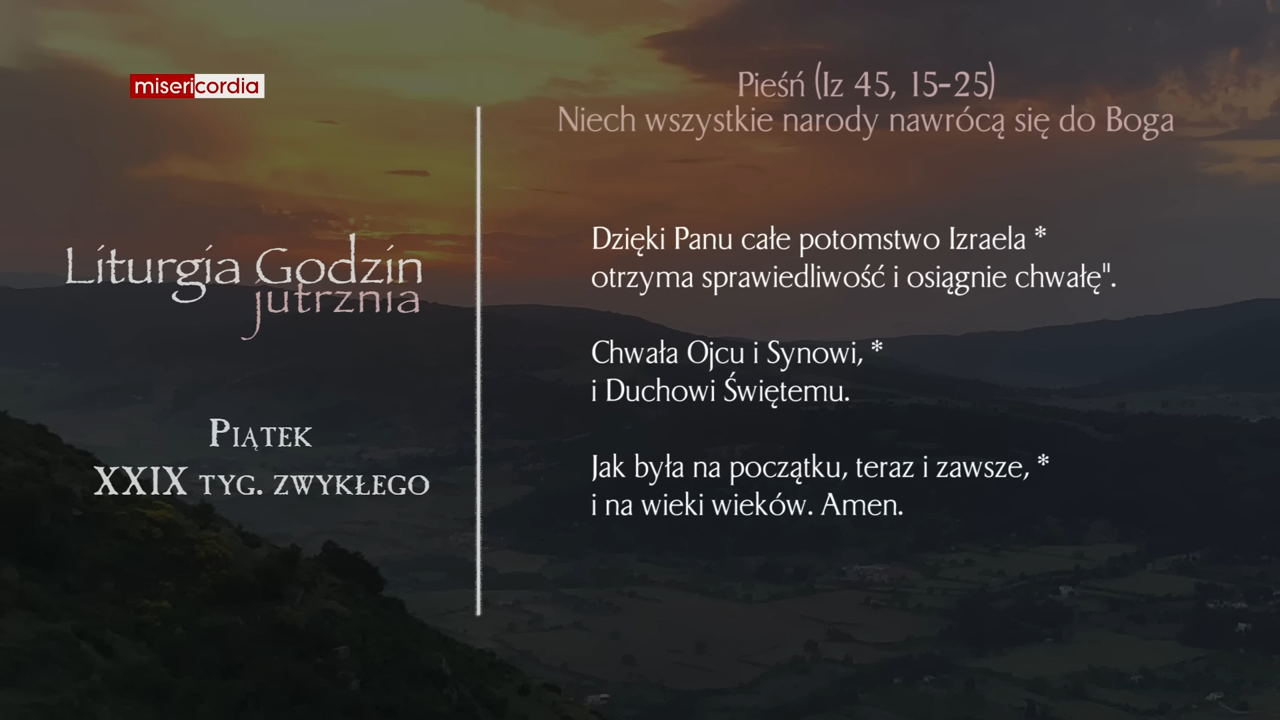 misericordia
Liturgia Godzin
jutrznia
Piątek
XXIX tyg. zwykłego
Pieśń (Iz 45, 15-25)
Niech wszystkie narody nawrócą się do Boga
Dzięki Panu całe potomstwo Izraela *
otrzyma sprawiedliwość i osiągnie chwałę".
Chwała Ojcu i Synowi, *
i Duchowi Świętemu.
Jak była na początku, teraz i zawsze, *
i na wieki wieków. Amen.